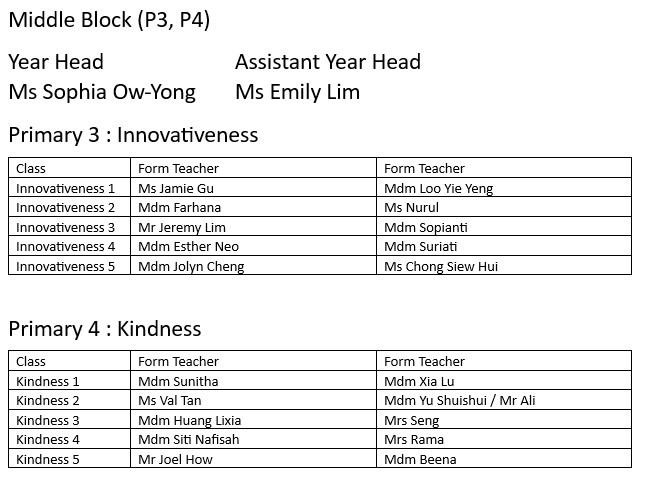 Middle Block (P3, P4)
Year Head Assistant Year Head
Ms Sophia Ow-Yong Ms Emily Lim
Primary 3 : Innovativeness
Class Form Teacher Form Teacher
Innovativeness 1 Ms Jamie Gu Mdm Loo Yie Yeng
Innovativeness 2 Mdm Farhana Ms Nurul
Innovativeness 3 Mr Jeremy Lim Mdm Sopianti
Innovativeness 4 Mdm Esther Neo Mdm Suriati
Innovativeness 5 Mdm Jolyn Cheng Ms Chong Siew Hui
Primary 4 : Kindness
Class Form Teacher Form Teacher
Kindness 1 Mdm Sunitha Mdm Xia Lu
Kindness 2 Ms Val Tan Mdm Yu Shuishui / Mr Ali
Kindness 3 Mdm Huang Lixia Mrs Seng
Kindness 4 Mdm Siti Nafisah Mrs Rama
Kindness 5 Mr Joel How Mdm Beena